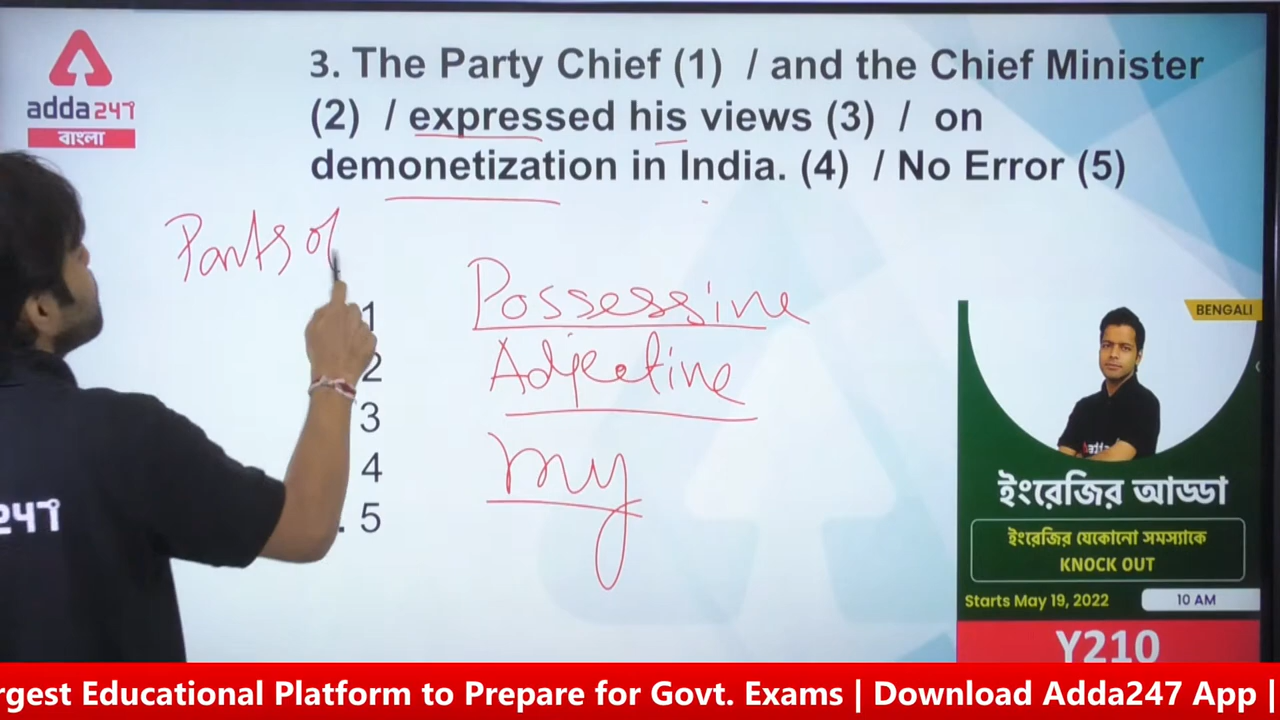 adda247
বাংলা
3. The Party Chief (1) / and the Chief Minister
(2) / expressed his views (3) / on
demonetization in India. (4) / No Error (5)
Parts of
Possessive
Adjective
my
1
2
3
4
. 5
247
BENGALI
ইংরেজির আড্ডা
ইংরেজির যেকোনো সমস্যাকে
KNOCK OUT
Starts May 19, 2022
10 AM
Y210
rgest Educational Platform to Prepare for Govt. Exams | Download Adda247 App |